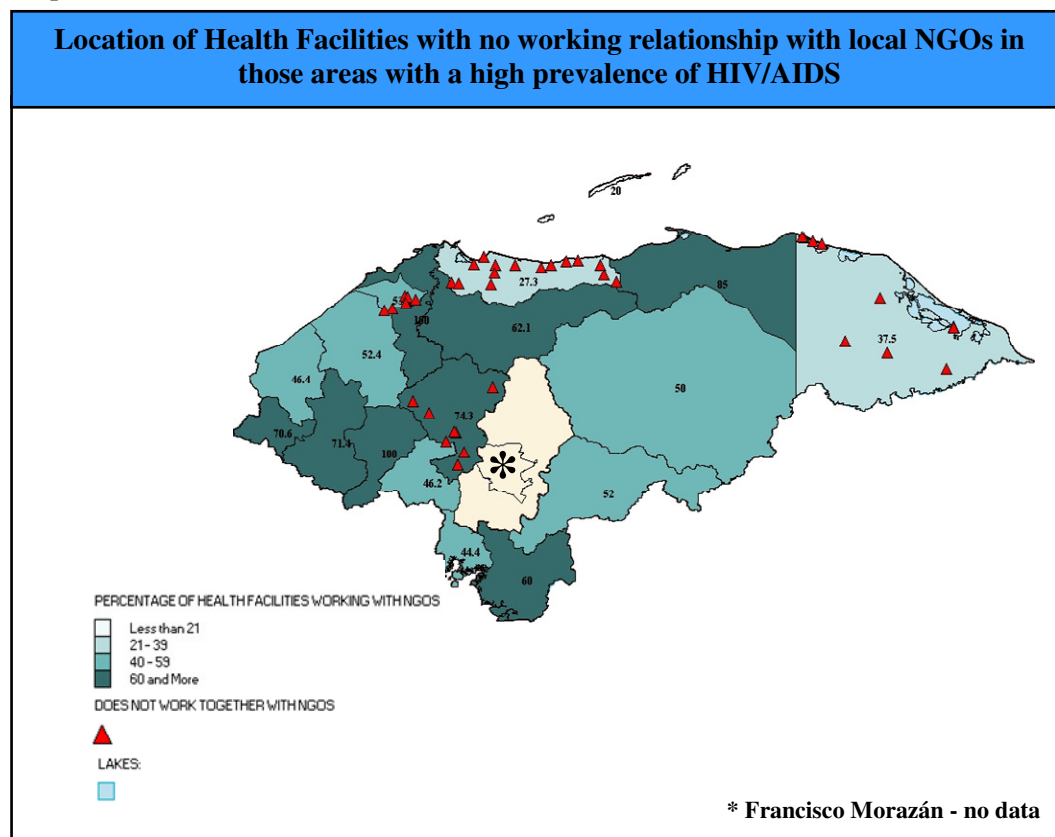 Location of Health Facilities with no working relationship with local NGOs in
those areas with a high prevalence of HIV/AIDS
20
27.3
85
100
62.1
52.4
37.5
46.4
50
74.3
70.6
71.4
100
46.2
52
44.4
60
PERCENTAGE OF HEALTH FACILITIES WORKING WITH NGOS
Less than 21
21 - 39
40 - 59
60 and More
DOES NOT WORK TOGETHER WITH NGOS
LAKES:
*
* Francisco Morazán - no data